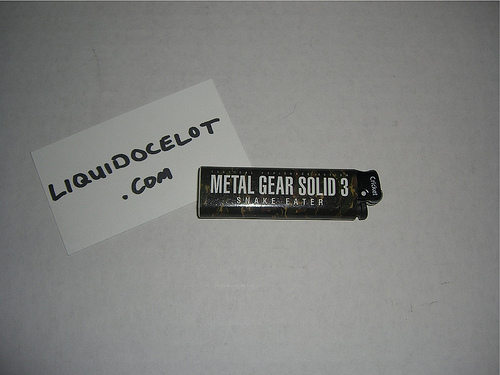 LIQUIDOCELOT
.COM
METAL GEAR SOLID 3
SNAKE EATER
Cricket